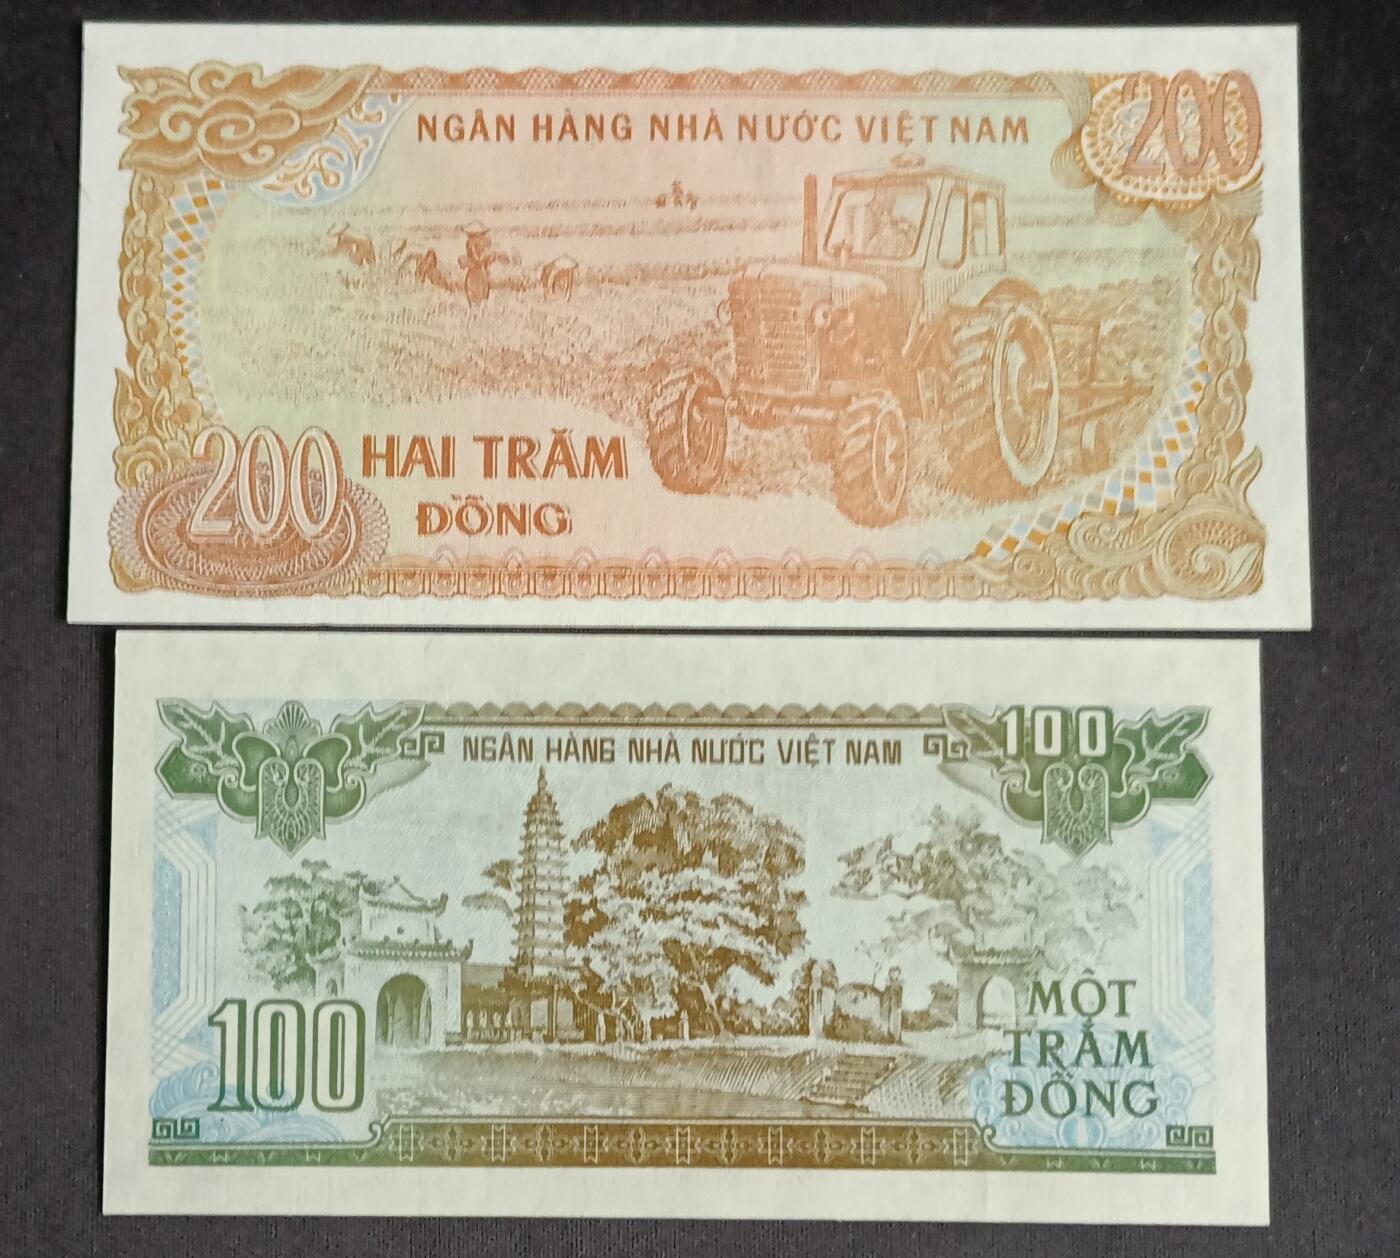 NGÂN HÀNG NHÀ NƯỚC VIỆT NAM
200
200
HAI TRĂM
ĐỒNG
NGÂN HÀNG NHÀ NƯỚC VIỆT NAM
100
100
MỘT
TRĂM
ĐỒNG